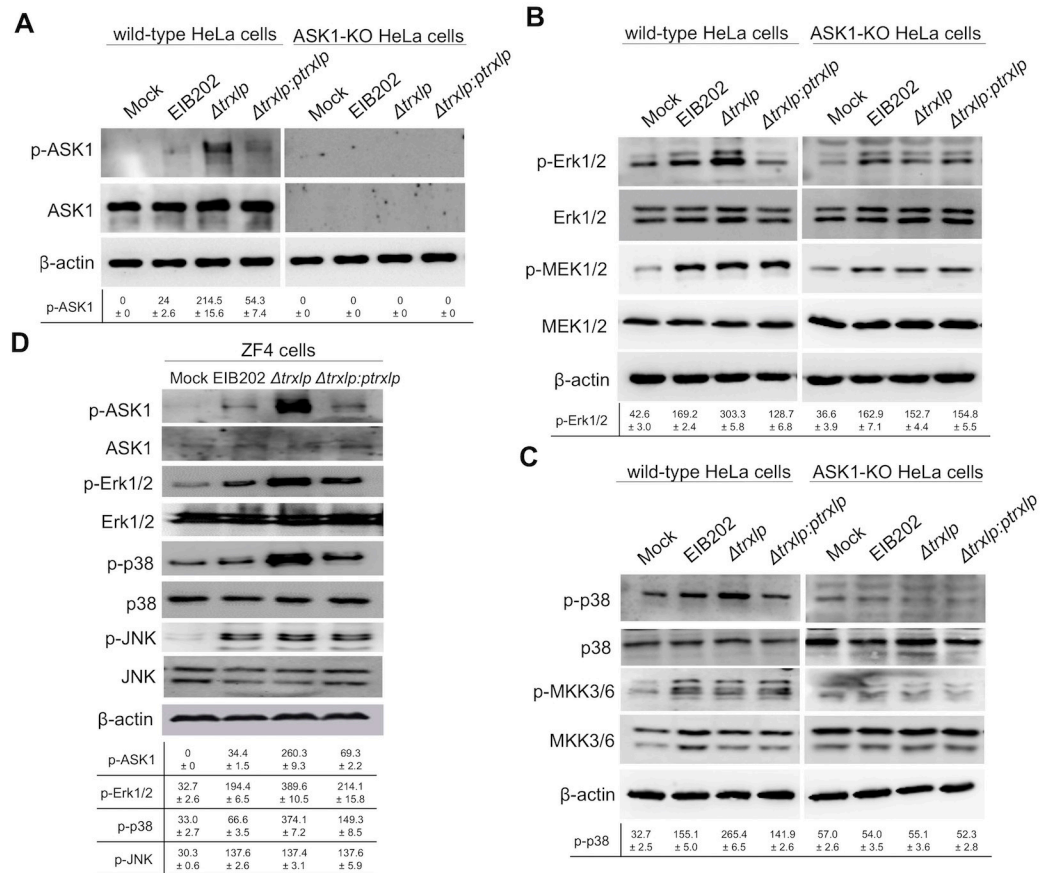 A
wild-type HeLa cells ASK1-KO HeLa cells
Mock EIB202 Δtrxlp Δtrxlp:ptrxlp Mock EIB202 Δtrxlp Δtrxlp:ptrxlp
p-ASK1
ASK1
β-actin
p-ASK1 0 24 214.5 54.3 0 0 0 0
± 0 ± 2.6 ± 15.6 ± 7.4 ± 0 ± 0 ± 0 ± 0
B
wild-type HeLa cells ASK1-KO HeLa cells
Mock EIB202 Δtrxlp Δtrxlp:ptrxlp Mock EIB202 Δtrxlp Δtrxlp:ptrxlp
p-Erk1/2
Erk1/2
p-MEK1/2
MEK1/2
β-actin
p-Erk1/2 42.6 169.2 303.3 128.7 36.6 162.9 152.7 154.8
± 3.0 ± 2.4 ± 5.8 ± 6.8 ± 3.9 ± 7.1 ± 4.4 ± 5.5
D
ZF4 cells
Mock EIB202 Δtrxlp Δtrxlp:ptrxlp
p-ASK1
ASK1
p-Erk1/2
Erk1/2
p-p38
p38
p-JNK
JNK
β-actin
p-ASK1 0 34.4 260.3 69.3
± 0 ± 1.5 ± 9.3 ± 2.2
p-Erk1/2 32.7 194.4 389.6 214.1
± 2.6 ± 6.5 ± 10.5 ± 15.8
p-p38 33.0 66.6 374.1 149.3
± 2.7 ± 3.5 ± 7.2 ± 8.5
p-JNK 30.3 137.6 137.4 137.6
± 0.6 ± 2.6 ± 3.1 ± 5.9
C
wild-type HeLa cells ASK1-KO HeLa cells
Mock EIB202 Δtrxlp Δtrxlp:ptrxlp Mock EIB202 Δtrxlp Δtrxlp:ptrxlp
p-p38
p38
p-MKK3/6
MKK3/6
β-actin
p-p38 32.7 155.1 265.4 141.9 57.0 54.0 55.1 52.3
± 2.5 ± 5.0 ± 6.5 ± 2.6 ± 2.6 ± 3.5 ± 3.6 ± 2.8